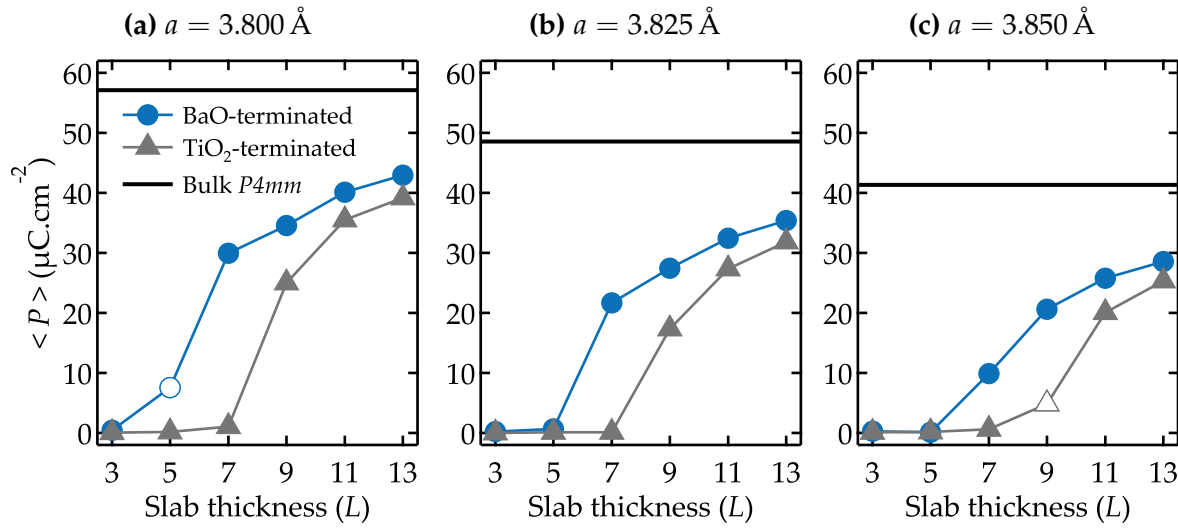 (a) a = 3.800 Å
(b) a = 3.825 Å
(c) a = 3.850 Å
< P > (µC.cm⁻²)
60
50
40
30
20
10
0
BaO-terminated
TiO₂-terminated
Bulk P4mm
3 5 7 9 11 13
Slab thickness (L)
60
50
40
30
20
10
0
3 5 7 9 11 13
Slab thickness (L)
60
50
40
30
20
10
0
3 5 7 9 11 13
Slab thickness (L)